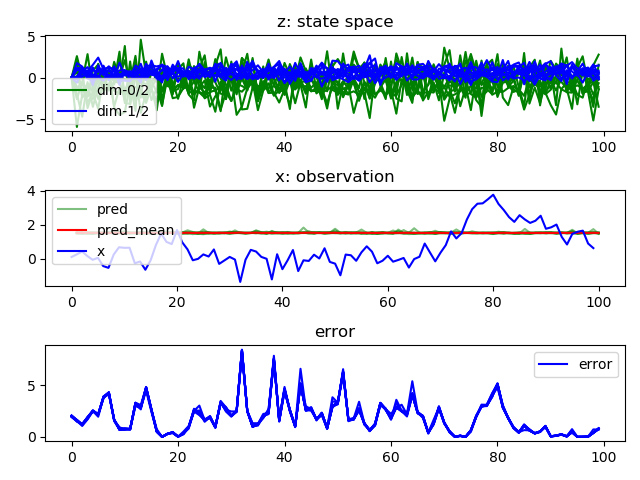 z: state space
5
0
−5
dim-0/2
dim-1/2
0 20 40 60 80 100
x: observation
4
2
0
pred
pred_mean
x
0 20 40 60 80 100
error
5
0
error
0 20 40 60 80 100